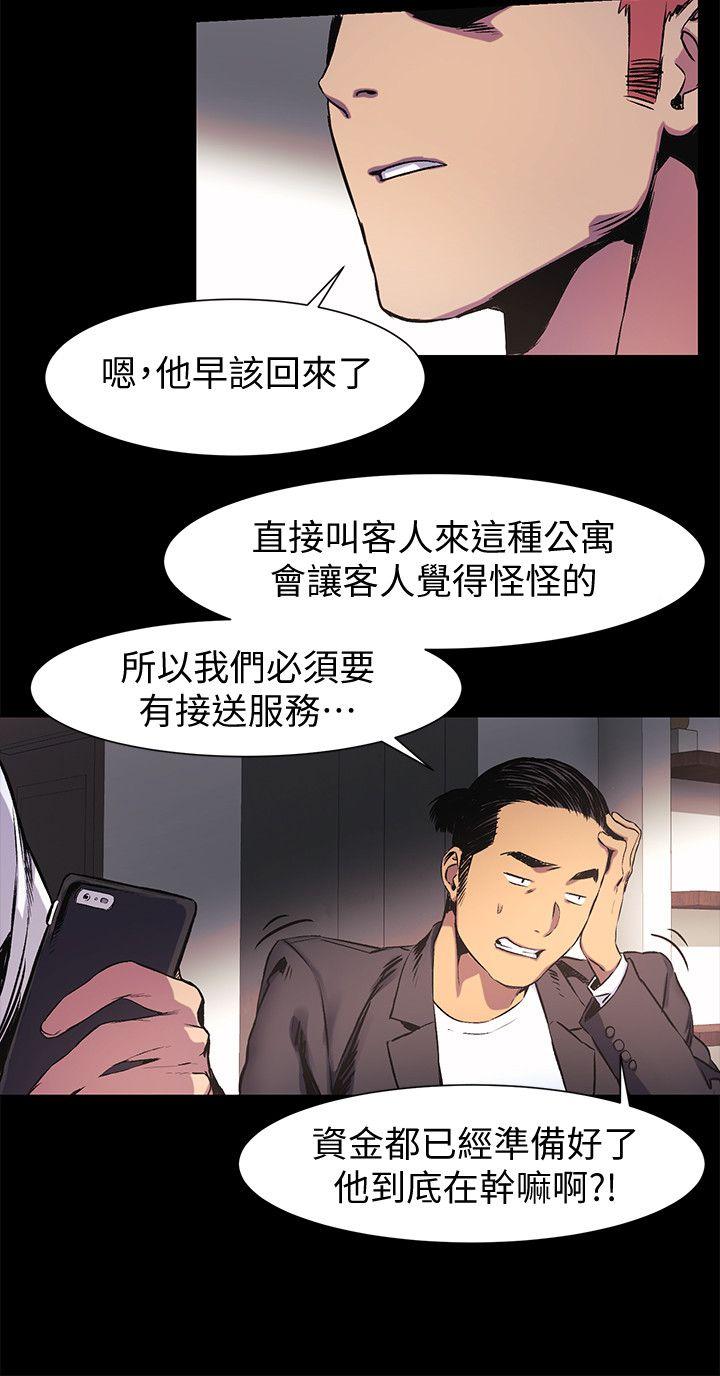 嗯，他早該回來了
直接叫客人來這種公寓
會讓客人覺得怪怪的
所以我們必須要
有接送服務…
資金都已經準備好了
他到底在幹嘛啊?!